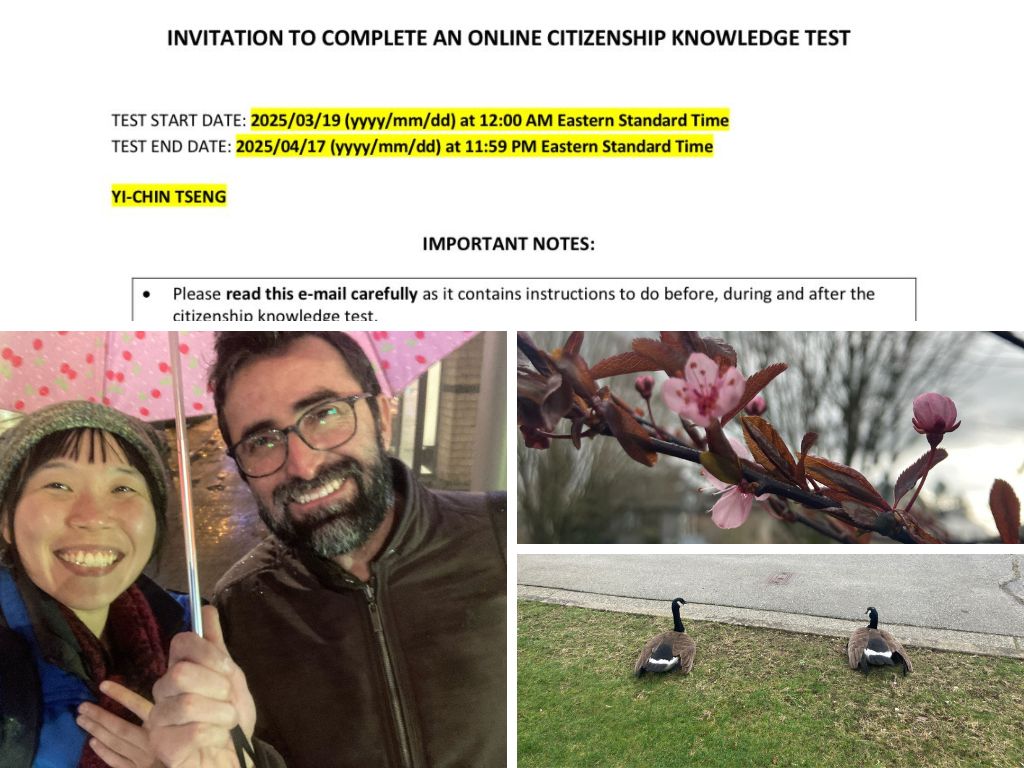 INVITATION TO COMPLETE AN ONLINE CITIZENSHIP KNOWLEDGE TEST
TEST START DATE: 2025/03/19 (yyyy/mm/dd) at 12:00 AM Eastern Standard Time
TEST END DATE: 2025/04/17 (yyyy/mm/dd) at 11:59 PM Eastern Standard Time
YI-CHIN TSENG
IMPORTANT NOTES:
• Please read this e-mail carefully as it contains instructions to do before, during and after the
citizenship knowledge test.